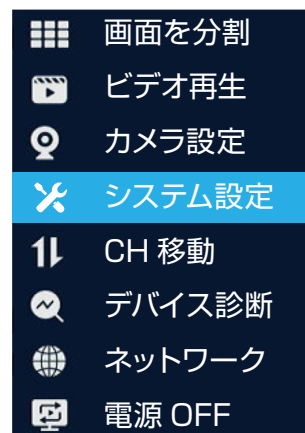 画面を分割
ビデオ再生
カメラ設定
システム設定
CH 移動
デバイス診断
ネットワーク
電源 OFF